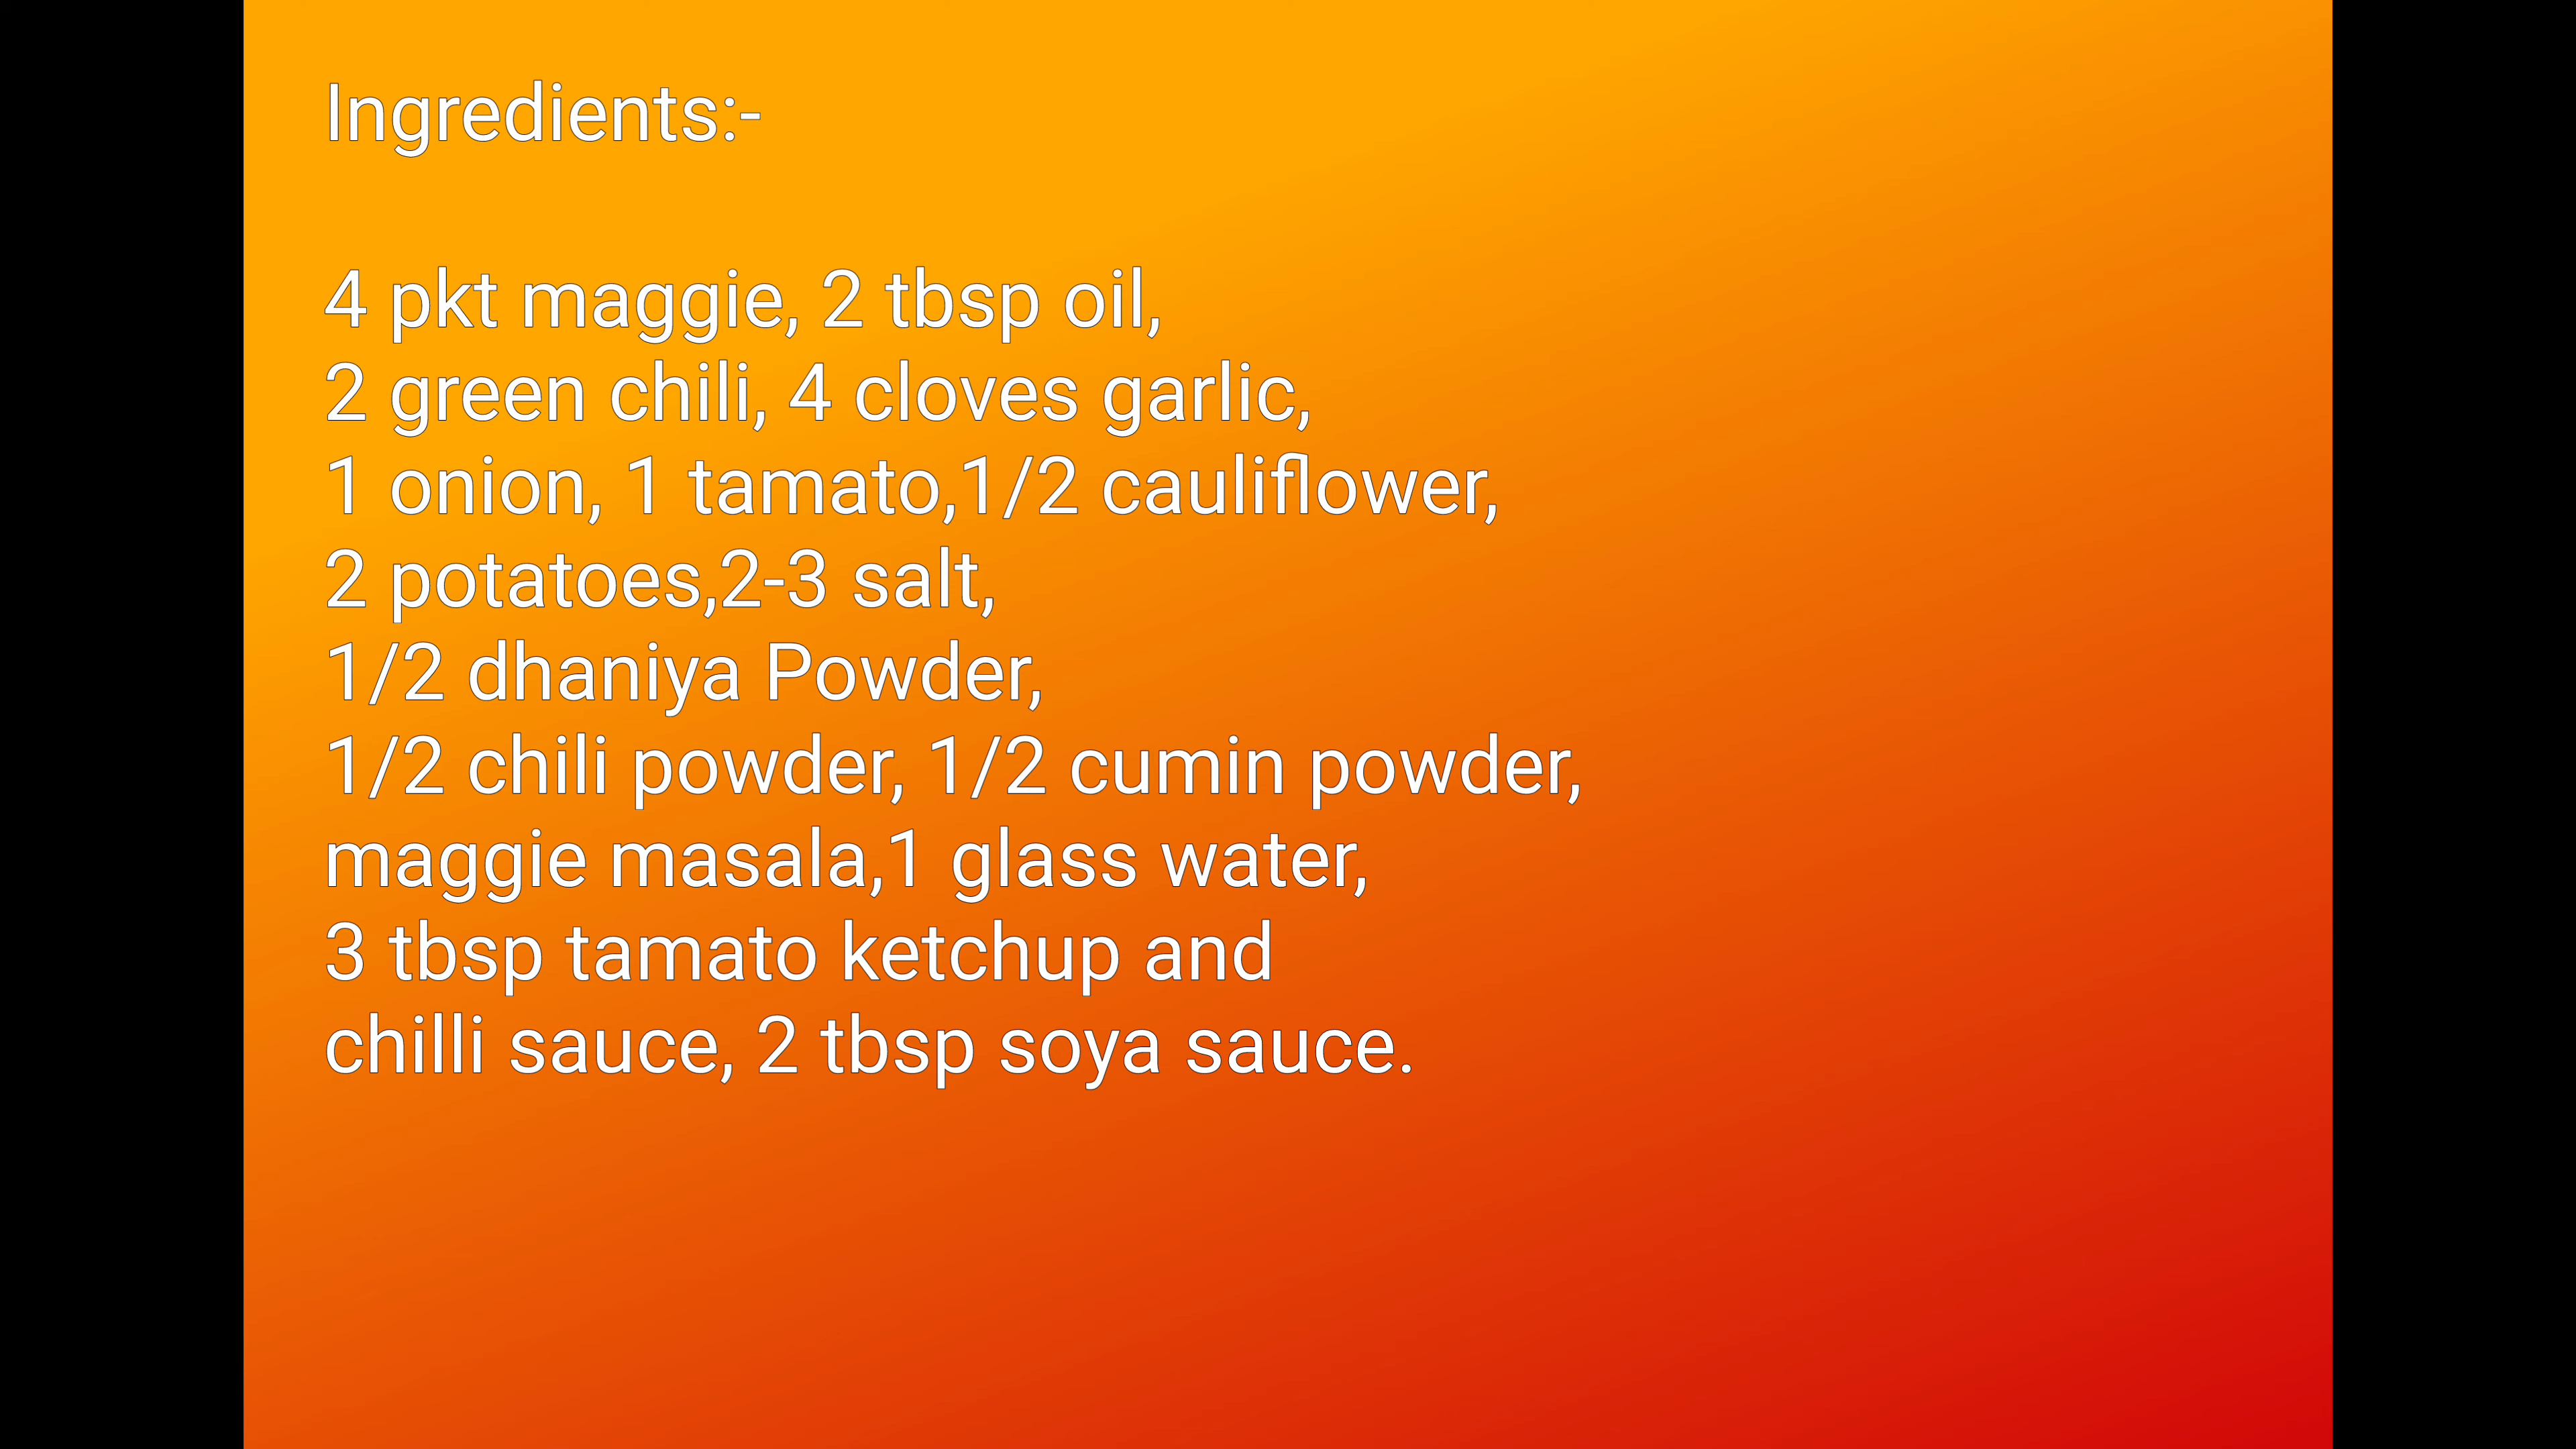 Ingredients:-
4 pkt maggie, 2 tbsp oil,
2 green chili, 4 cloves garlic,
1 onion, 1 tamato,1/2 cauliflower,
2 potatoes,2-3 salt,
1/2 dhaniya Powder,
1/2 chili powder, 1/2 cumin powder,
maggie masala,1 glass water,
3 tbsp tamato ketchup and
chilli sauce, 2 tbsp soya sauce.